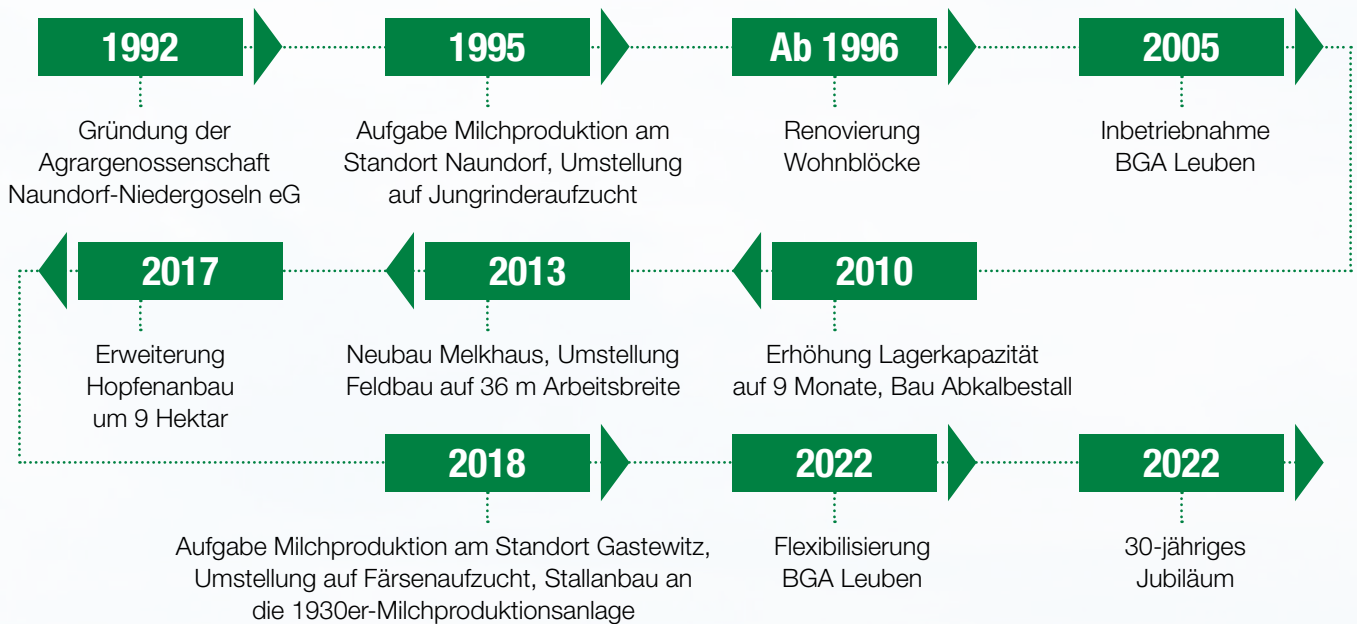 1992
Gründung der
Agrargenossenschaft
Naundorf-Niedergoseln eG
1995
Aufgabe Milchproduktion am
Standort Naundorf, Umstellung
auf Jungrinderaufzucht
Ab 1996
Renovierung
Wohnblöcke
2005
Inbetriebnahme
BGA Leuben
2010
Erhöhung Lagerkapazität
auf 9 Monate, Bau Abkalbestall
2013
Neubau Melkhaus, Umstellung
Feldbau auf 36 m Arbeitsbreite
2017
Erweiterung
Hopfenanbau
um 9 Hektar
2018
Aufgabe Milchproduktion am Standort Gastewitz,
Umstellung auf Färsenaufzucht, Stallanbau an
die 1930er-Milchproduktionsanlage
2022
Flexibilisierung
BGA Leuben
2022
30-jähriges
Jubiläum